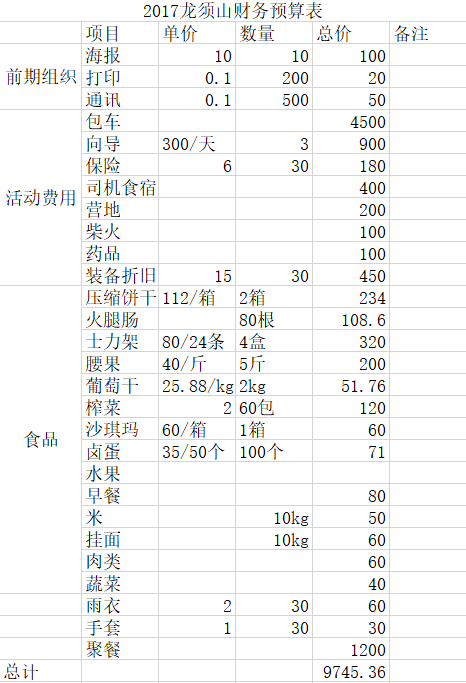 2017龙须山财务预算表
项目 单价 数量 总价 备注
前期组织 海报 10 10 100
打印 0.1 200 20
通讯 0.1 500 50
活动费用 包车 4500
向导 300/天 3 900
保险 6 30 180
司机食宿 400
营地 200
柴火 100
药品 100
装备折旧 15 30 450
食品 压缩饼干 112/箱 2箱 234
火腿肠 80根 108.6
士力架 80/24条 4盒 320
腰果 40/斤 5斤 200
葡萄干 25.88/kg 2kg 51.76
榨菜 2 60包 120
沙琪玛 60/箱 1箱 60
卤蛋 35/50个 100个 71
水果
早餐 80
米 10kg 50
挂面 10kg 60
肉类 60
蔬菜 40
雨衣 2 30 60
手套 1 30 30
聚餐 1200
总计 9745.36